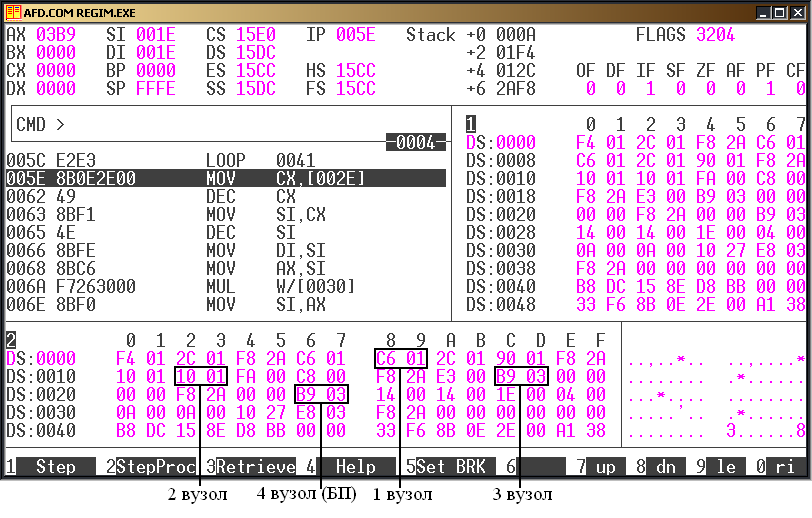 AFD.COM REGIM.EXE
AX 03B9 SI 001E CS 15E0 IP 005E Stack +0 000A FLAGS 3204
BX 0000 DI 001E DS 15DC +2 01F4
CX 0000 BP 0000 ES 15CC HS 15CC +4 012C OF DF IF SF ZF AF PF CF
DX 0000 SP FFFE SS 15DC FS 15CC +6 2AF8 0 0 1 0 0 0 1 0
CMD >
0004
005C E2E3 LOOP 0041
005E 8B0E2E00 MOV CX,[002E]
0062 49 DEC CX
0063 8BF1 MOV SI,CX
0065 4E DEC SI
0066 8BFE MOV DI,SI
0068 8BC6 MOV AX,SI
006A F7263000 MUL W/[0030]
006E 8BF0 MOV SI,AX
1 0 1 2 3 4 5 6 7
DS:0000 F4 01 2C 01 F8 2A C6 01
DS:0008 C6 01 2C 01 90 01 F8 2A
DS:0010 10 01 10 01 FA 00 C8 00
DS:0018 F8 2A E3 00 B9 03 00 00
DS:0020 00 00 F8 2A 00 00 B9 03
DS:0028 14 00 14 00 1E 00 04 00
DS:0030 0A 00 0A 00 10 27 E8 03
DS:0038 F8 2A 00 00 00 00 00 00
DS:0040 B8 DC 15 8E D8 BB 00 00
DS:0048 33 F6 8B 0E 2E 00 A1 38
2 0 1 2 3 4 5 6 7 8 9 A B C D E F
DS:0000 F4 01 2C 01 F8 2A C6 01 C6 01 2C 01 90 01 F8 2A ..,..*.. ..,....*
DS:0010 10 01 10 01 FA 00 C8 00 F8 2A E3 00 B9 03 00 00 ........ .*......
DS:0020 00 00 F8 2A 00 00 B9 03 14 00 14 00 1E 00 04 00 ...*.... ........
DS:0030 0A 00 0A 00 10 27 E8 03 F8 2A 00 00 00 00 00 00 .....'.. .*......
DS:0040 B8 DC 15 8E D8 BB 00 00 33 F6 8B 0E 2E 00 A1 38 ........ 3......8
1 Step 2StepProc 3Retrieve 4 Help 5Set BRK 6 7 up 8 dn 9 le 0 ri
2 вузол 4 вузол (БП) 1 вузол 3 вузол